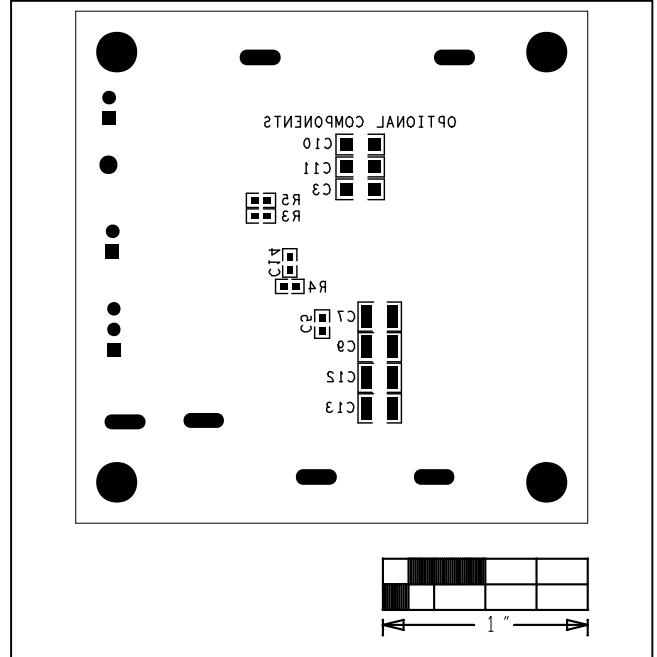 OPTIONAL COMPONENTS
C10
C11
C3
R5
R3
C14
R4
C5
C7
C9
C12
C13
1 "